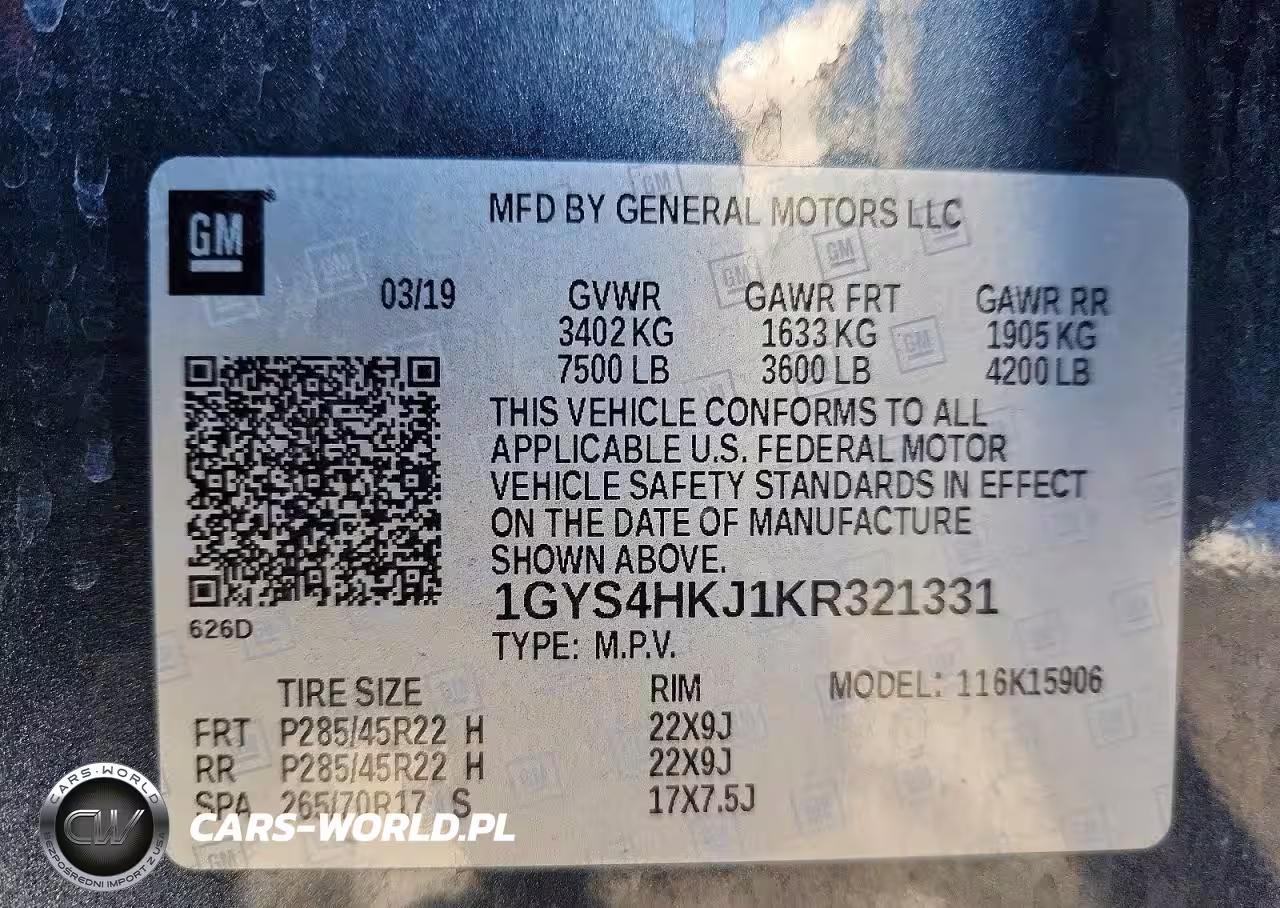 GM
MFD BY GENERAL MOTORS LLC
03/19 GVWR GAWR FRT GAWR RR
3402 KG 1633 KG 1905 KG
7500 LB 3600 LB 4200 LB
THIS VEHICLE CONFORMS TO ALL
APPLICABLE U.S. FEDERAL MOTOR
VEHICLE SAFETY STANDARDS IN EFFECT
ON THE DATE OF MANUFACTURE
SHOWN ABOVE.
1GYS4HKJ1KR321331
626D
TYPE: M.P.V.
TIRE SIZE RIM MODEL: 116K15906
FRT P285/45R22 H 22X9J
RR P285/45R22 H 22X9J
SPA 265/70R17 S 17X7.5J
CARS-WORLD
CW
BEZPOŚREDNI IMPORT Z USA
CARS-WORLD.PL